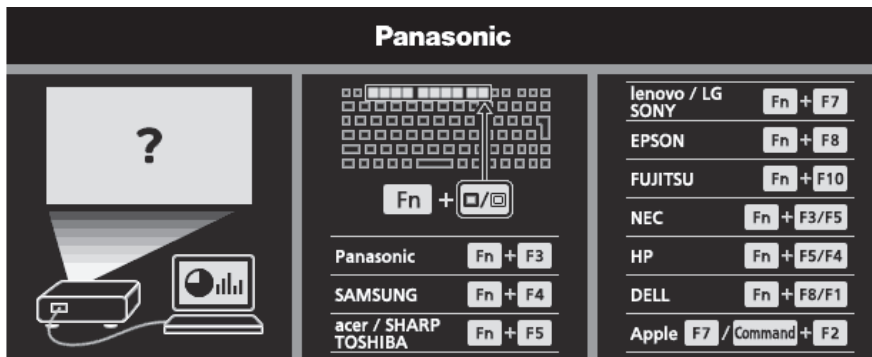 Panasonic
?
Fn + □/回
Panasonic Fn + F3
SAMSUNG Fn + F4
acer / SHARP
TOSHIBA Fn + F5
lenovo / LG
SONY Fn + F7
EPSON Fn + F8
FUJITSU Fn + F10
NEC Fn + F3/F5
HP Fn + F5/F4
DELL Fn + F8/F1
Apple F7 / Command + F2